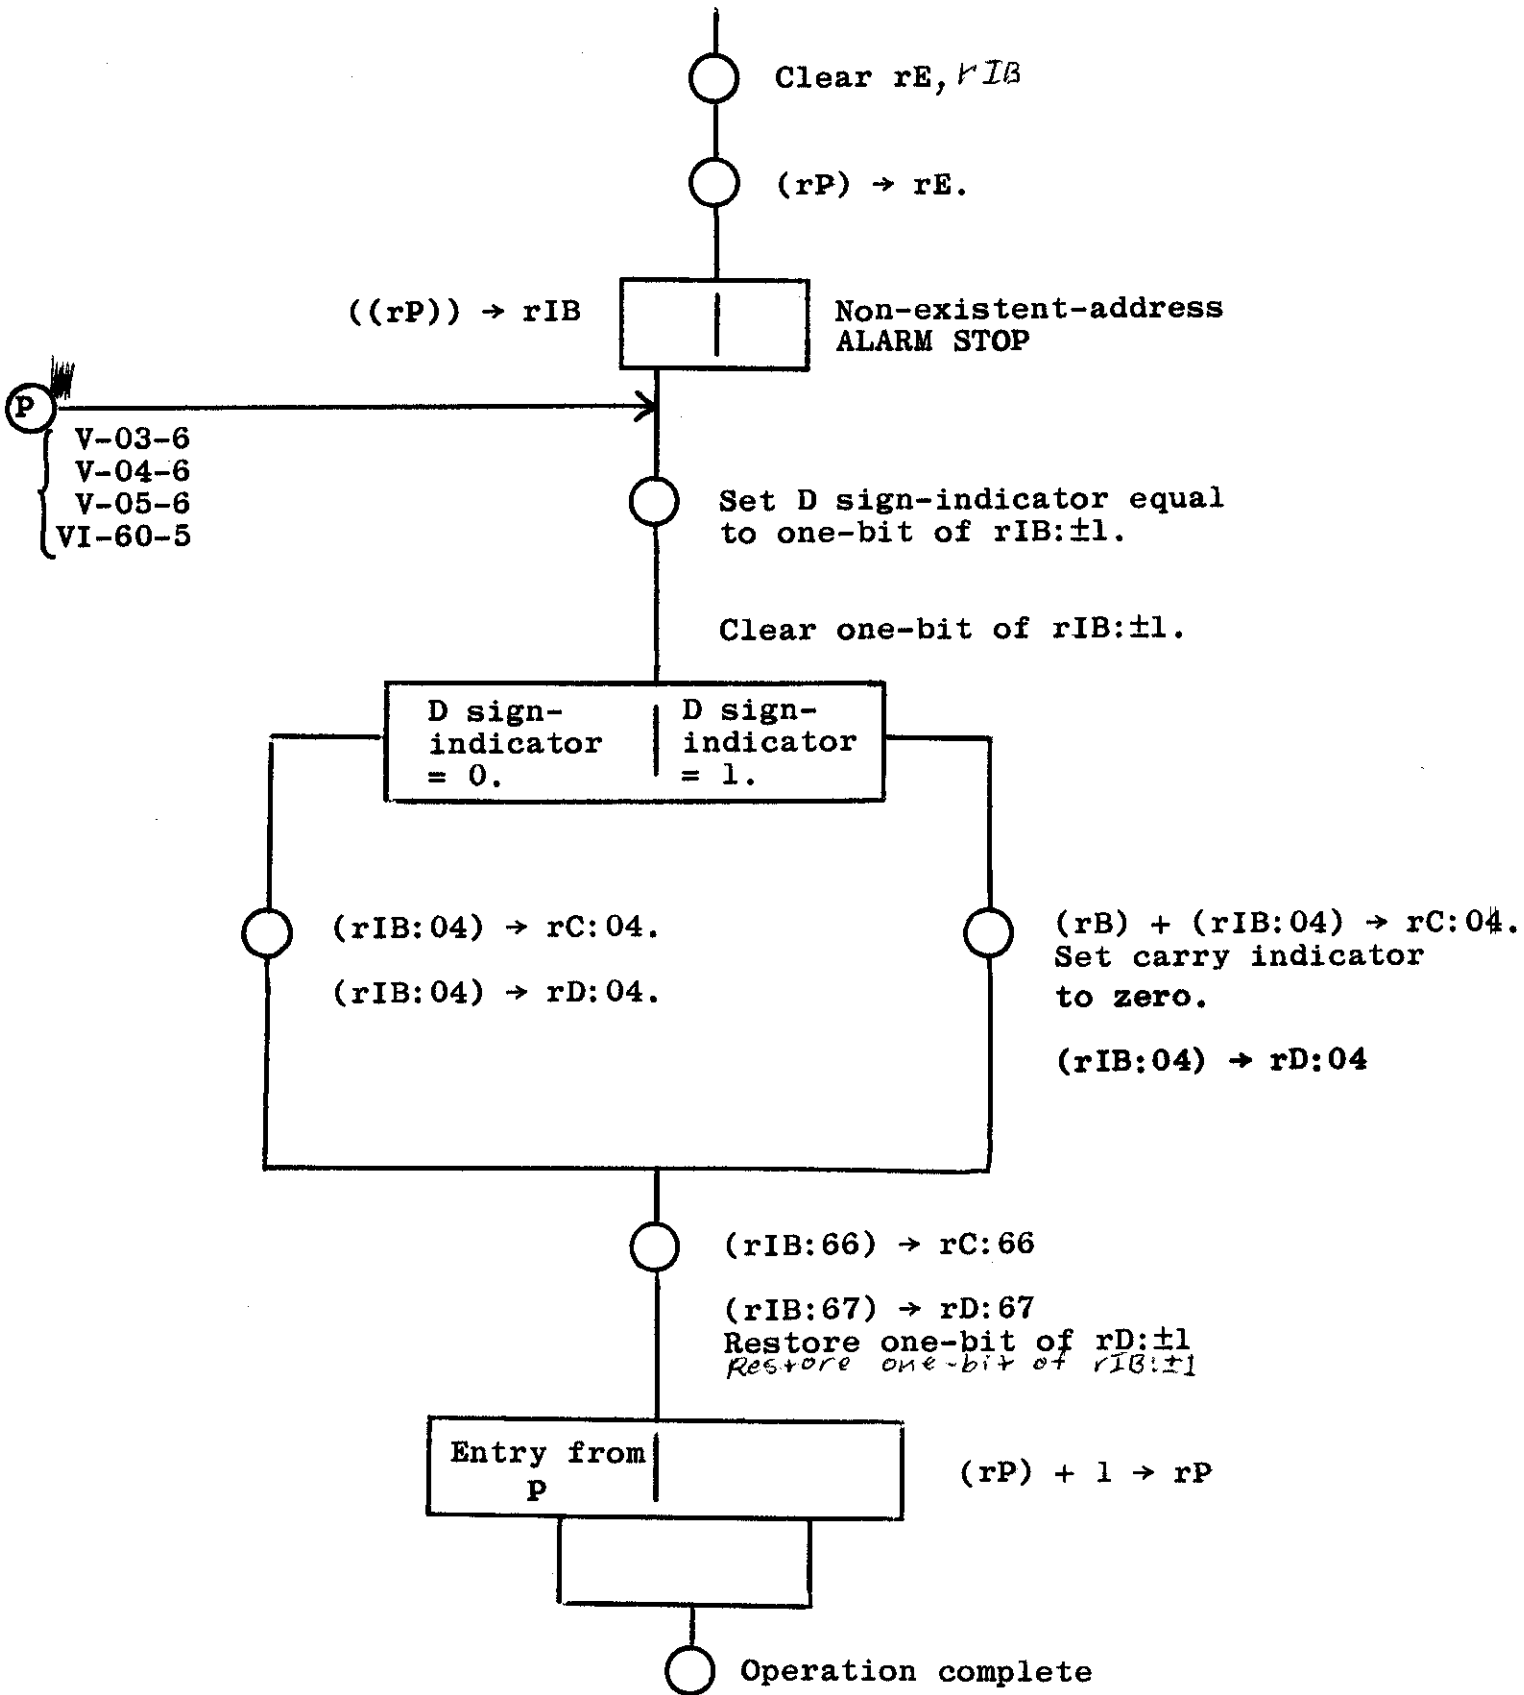 Clear rE, rIB
(rP) → rE.
((rP)) → rIB
Non-existent-address
ALARM STOP
P
V-03-6
V-04-6
V-05-6
VI-60-5
Set D sign-indicator equal
to one-bit of rIB:±1.
Clear one-bit of rIB:±1.
D sign-
indicator
= 0.
D sign-
indicator
= 1.
(rIB:04) → rC:04.
(rIB:04) → rD:04.
(rB) + (rIB:04) → rC:04.
Set carry indicator
to zero.
(rIB:04) → rD:04
(rIB:66) → rC:66
(rIB:67) → rD:67
Restore one-bit of rD:±1
Restore one-bit of rIB:±1
Entry from
P
(rP) + 1 → rP
Operation complete